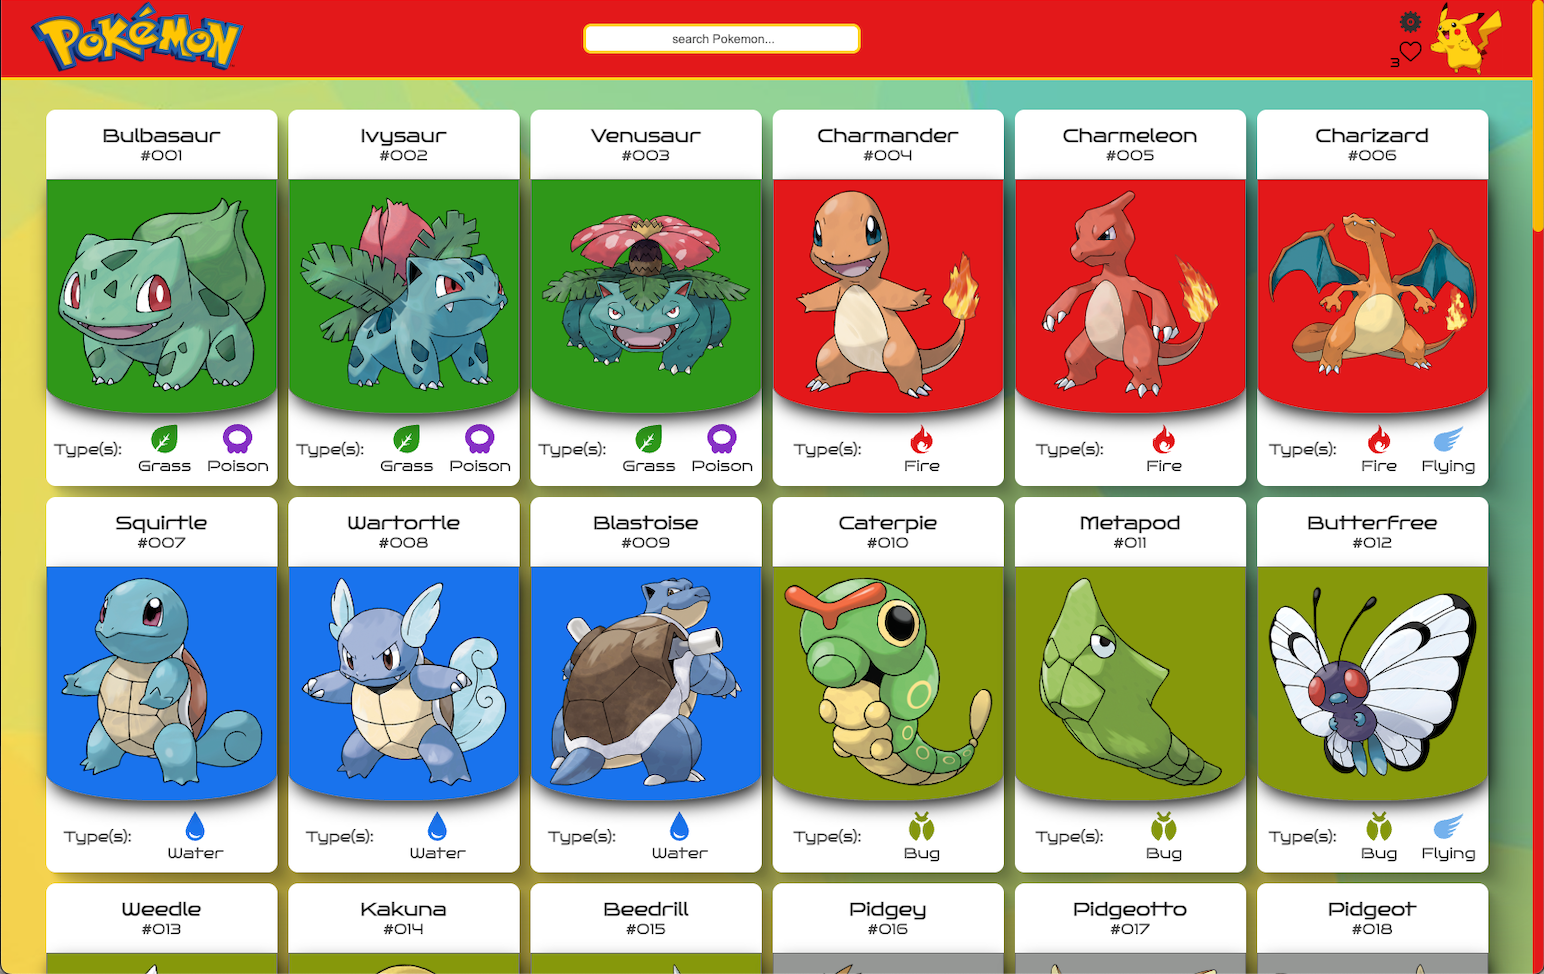 POKéMON
search Pokemon...
3
Bulbasaur
#001
Ivysaur
#002
Venusaur
#003
Charmander
#004
Charmeleon
#005
Charizard
#006
Type(s):
Grass
Poison
Type(s):
Grass
Poison
Type(s):
Grass
Poison
Type(s):
Fire
Type(s):
Fire
Type(s):
Fire
Flying
Squirtle
#007
Wartortle
#008
Blastoise
#009
Caterpie
#010
Metapod
#011
Butterfree
#012
Type(s):
Water
Type(s):
Water
Type(s):
Water
Type(s):
Bug
Type(s):
Bug
Type(s):
Bug
Flying
Weedle
#013
Kakuna
#014
Beedrill
#015
Pidgey
#016
Pidgeotto
#017
Pidgeot
#018